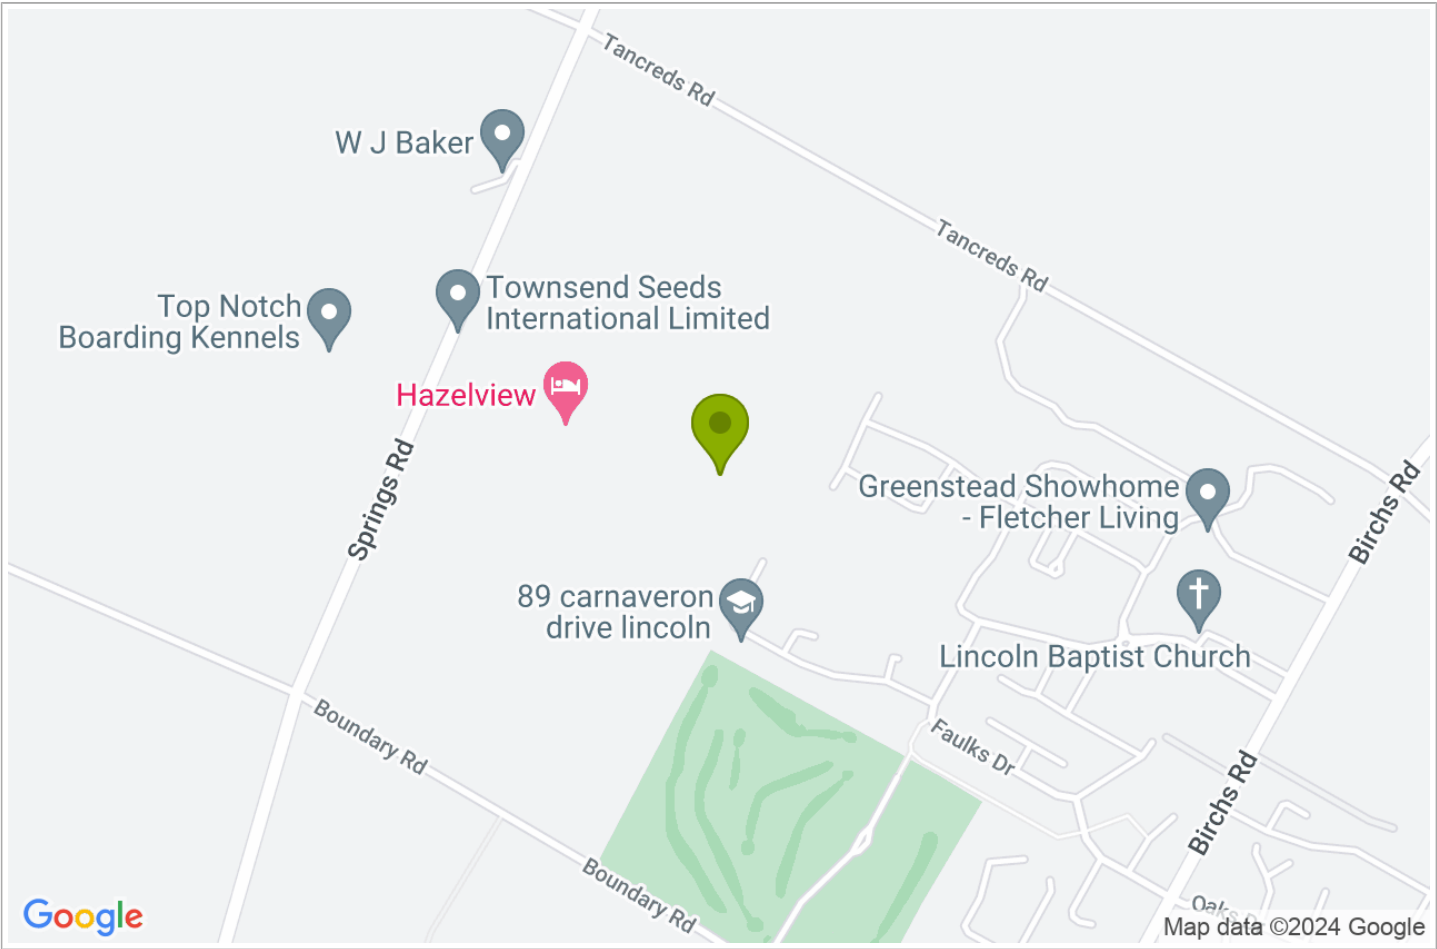 Tancreds Rd
W J Baker
Tancreds Rd
Townsend Seeds
International Limited
Top Notch
Boarding Kennels
Hazelview
Springs Rd
Greenstead Showhome
- Fletcher Living
Birchs Rd
89 carnaveron
drive lincoln
Lincoln Baptist Church
Boundary Rd
Faulks Dr
Birchs Rd
Boundary Rd
Oaks
Google
Map data ©2024 Google